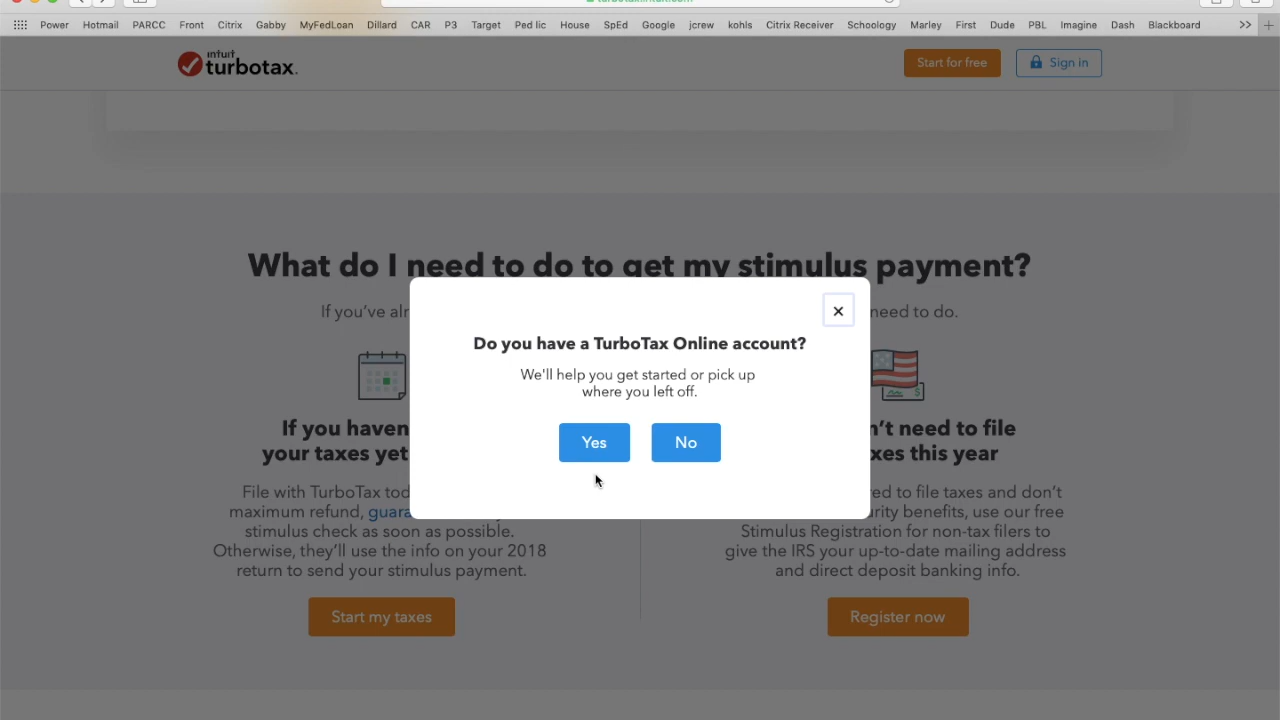 turbotax.intuit.com
Power Hotmail PARCC Front Citrix Gabby MyFedLoan Dillard CAR P3 Target Ped lic House SpEd Google jcrew kohls Citrix Receiver Schoology Marley First Dude PBL Imagine Dash Blackboard >> +
intuit
turbotax.
Start for free
Sign in
What do I need to do to get my stimulus payment?
If you've alr
need to do.
×
Do you have a TurboTax Online account?
We'll help you get started or pick up
where you left off.
Yes No
If you haven
your taxes yet
File with TurboTax tod
maximum refund, guara
stimulus check as soon as possible.
Otherwise, they'll use the info on your 2018
return to send your stimulus payment.
Start my taxes
n't need to file
xes this year
ed to file taxes and don't
urity benefits, use our free
Stimulus Registration for non-tax filers to
give the IRS your up-to-date mailing address
and direct deposit banking info.
Register now